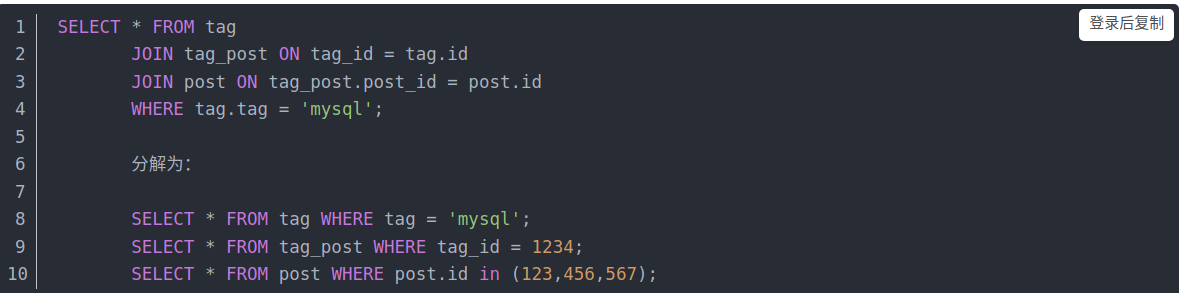 登录后复制
1 SELECT * FROM tag
2 JOIN tag_post ON tag_id = tag.id
3 JOIN post ON tag_post.post_id = post.id
4 WHERE tag.tag = 'mysql';
5
6 分解为：
7
8 SELECT * FROM tag WHERE tag = 'mysql';
9 SELECT * FROM tag_post WHERE tag_id = 1234;
10 SELECT * FROM post WHERE post.id in (123,456,567);